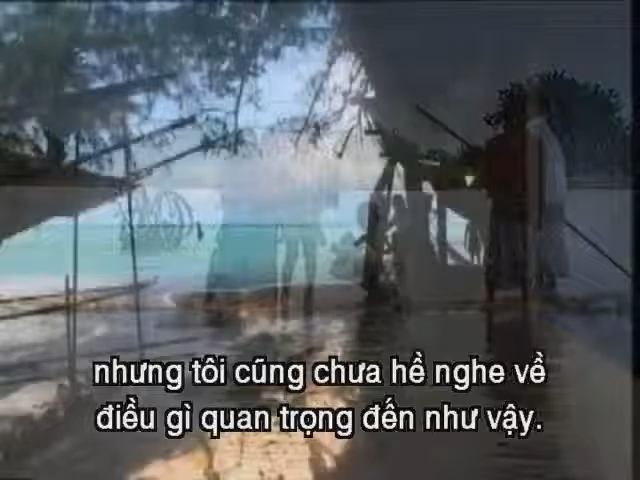 nhưng tôi cũng chưa hề nghe về
điều gì quan trọng đến như vậy.